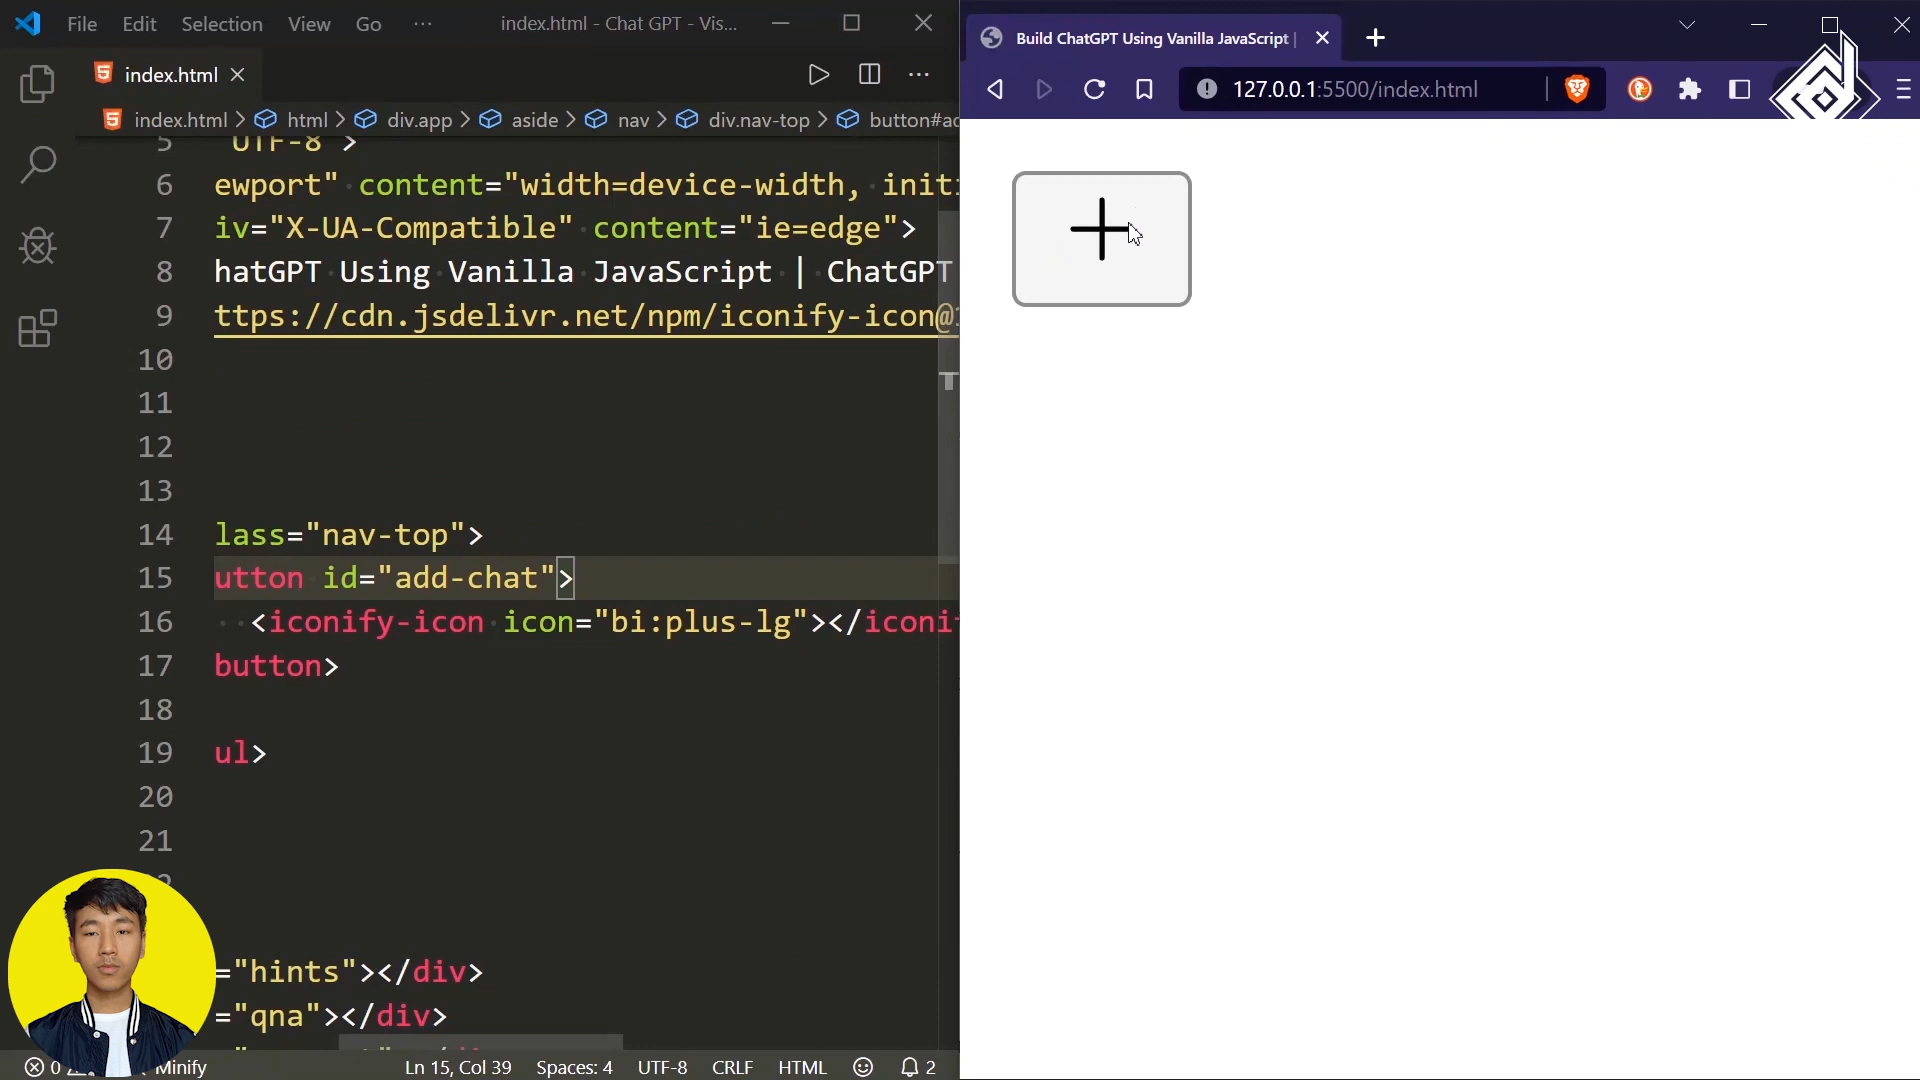 File Edit Selection View Go ··· index.html - Chat GPT - Vis...
index.html
index.html > html > div.app > aside > nav > div.nav-top > button#ac
5 UTF-8">
6 ewport" content="width=device-width, initi
7 iv="X-UA-Compatible" content="ie=edge">
8 hatGPT Using Vanilla JavaScript | ChatGPT
9 ttps://cdn.jsdelivr.net/npm/iconify-icon@
10
11
12
13
14 lass="nav-top">
15 utton id="add-chat">
16 <iconify-icon icon="bi:plus-lg"></iconif
17 button>
18
19 ul>
20
21
="hints"></div>
="qna"></div>
0 Minify Ln 15, Col 39 Spaces: 4 UTF-8 CRLF HTML 2
Build ChatGPT Using Vanilla JavaScript |
127.0.0.1:5500/index.html